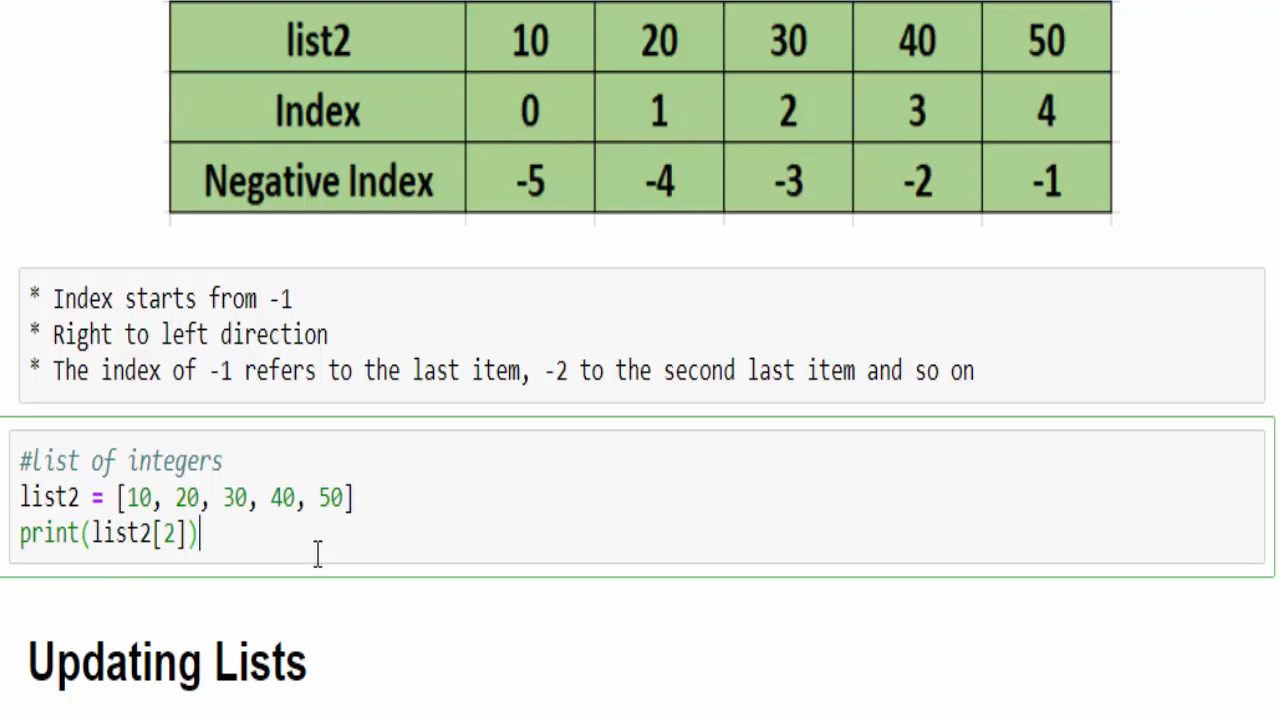 list2 10 20 30 40 50
Index 0 1 2 3 4
Negative Index -5 -4 -3 -2 -1
* Index starts from -1
* Right to left direction
* The index of -1 refers to the last item, -2 to the second last item and so on
#list of integers
list2 = [10, 20, 30, 40, 50]
print(list2[2])
Updating Lists